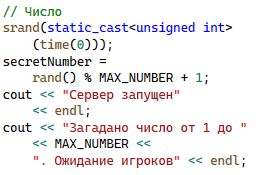 // Число
srand(static_cast<unsigned int>
(time(0)));
secretNumber =
rand() % MAX_NUMBER + 1;
cout << "Сервер запущен"
<< endl;
cout << "Загадано число от 1 до "
<< MAX_NUMBER <<
". Ожидание игроков" << endl;